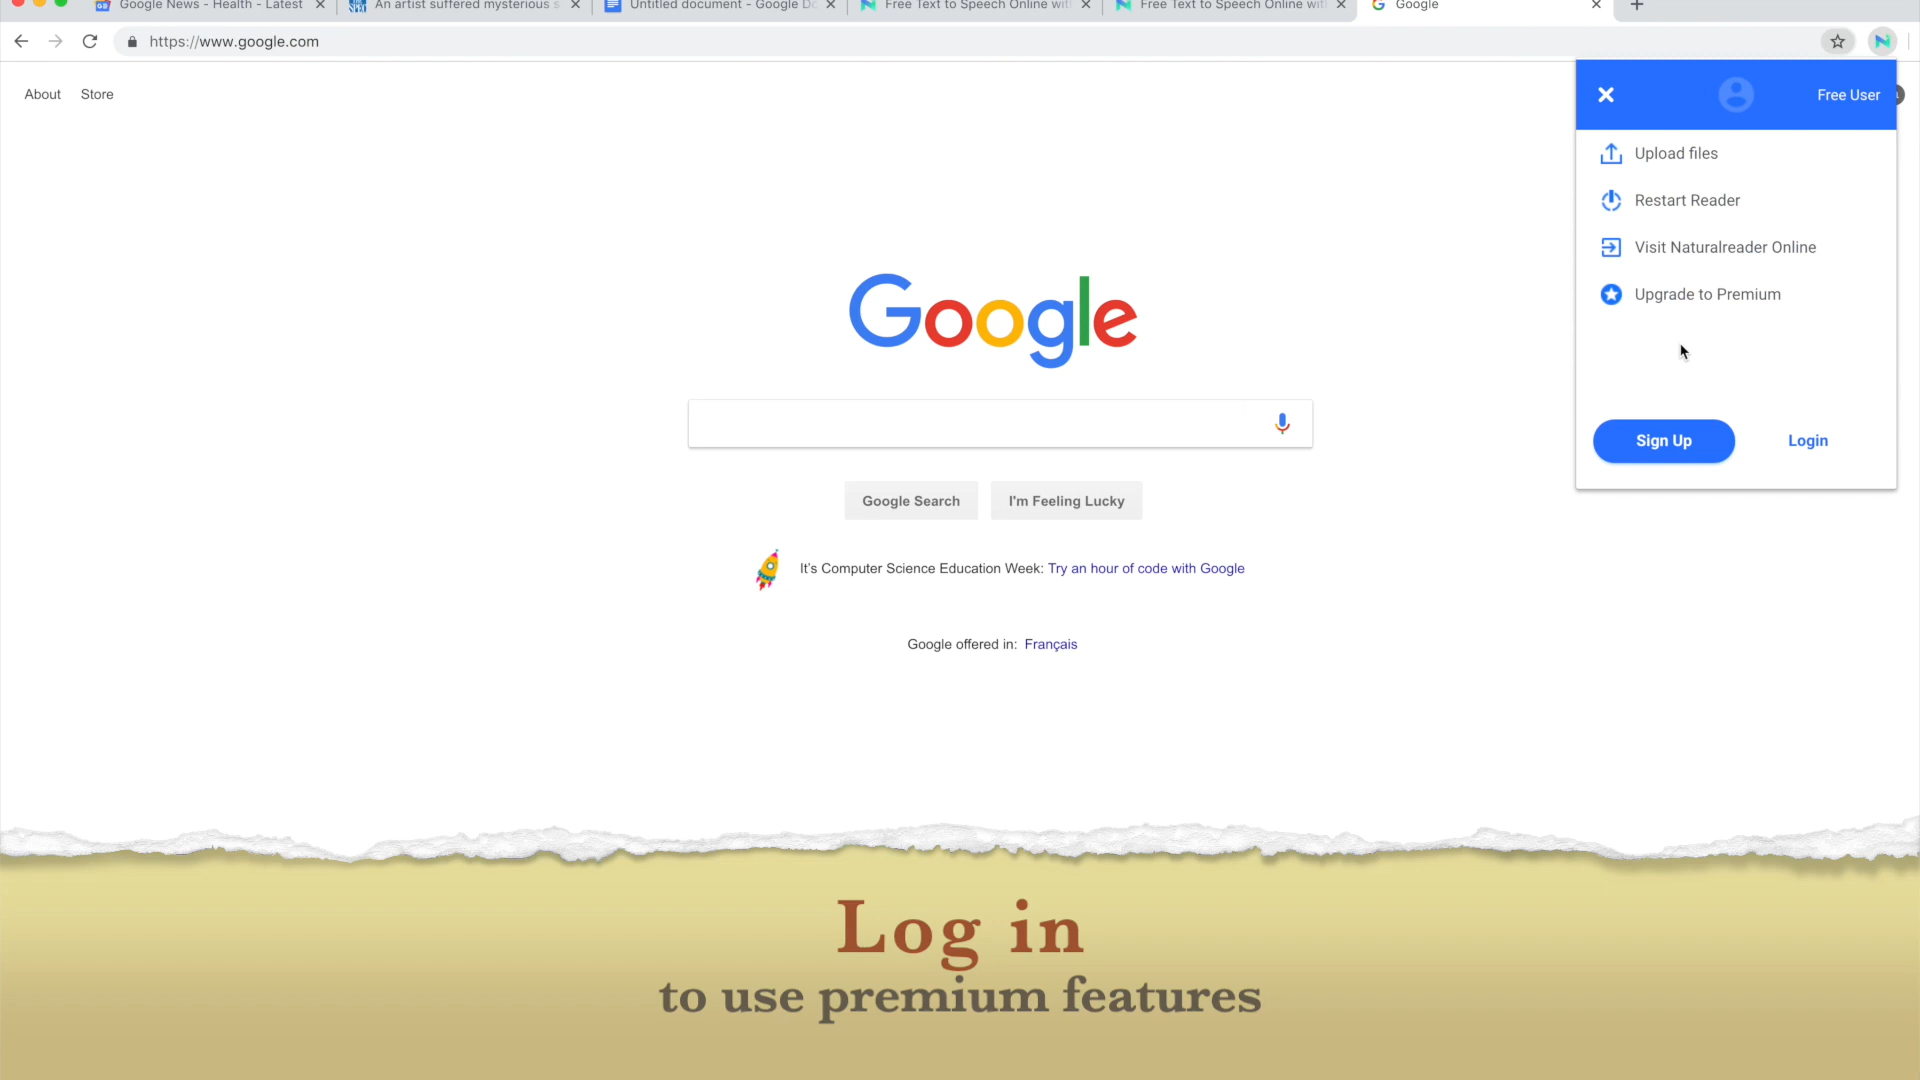 Google News - Health - Latest
An artist suffered mysterious s
Untitled document - Google Do
Free Text to Speech Online with
Free Text to Speech Online with
Google
https://www.google.com
About Store
Free User
Upload files
Restart Reader
Visit Naturalreader Online
Upgrade to Premium
Sign Up Login
Google
Google Search I'm Feeling Lucky
It's Computer Science Education Week: Try an hour of code with Google
Google offered in: Français
Log in
to use premium features